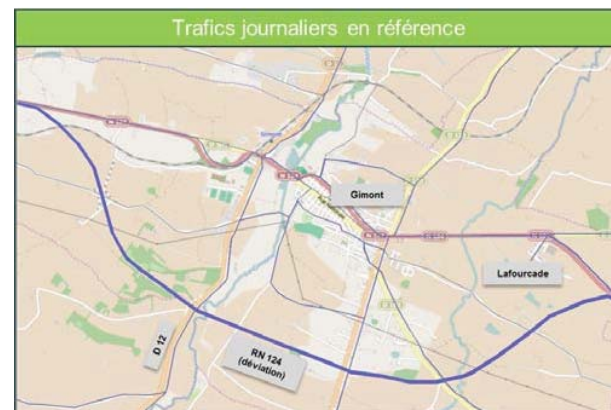 Trafics journaliers en référence
Gimont
Lafourcade
D 12
RN 124
(déviation)